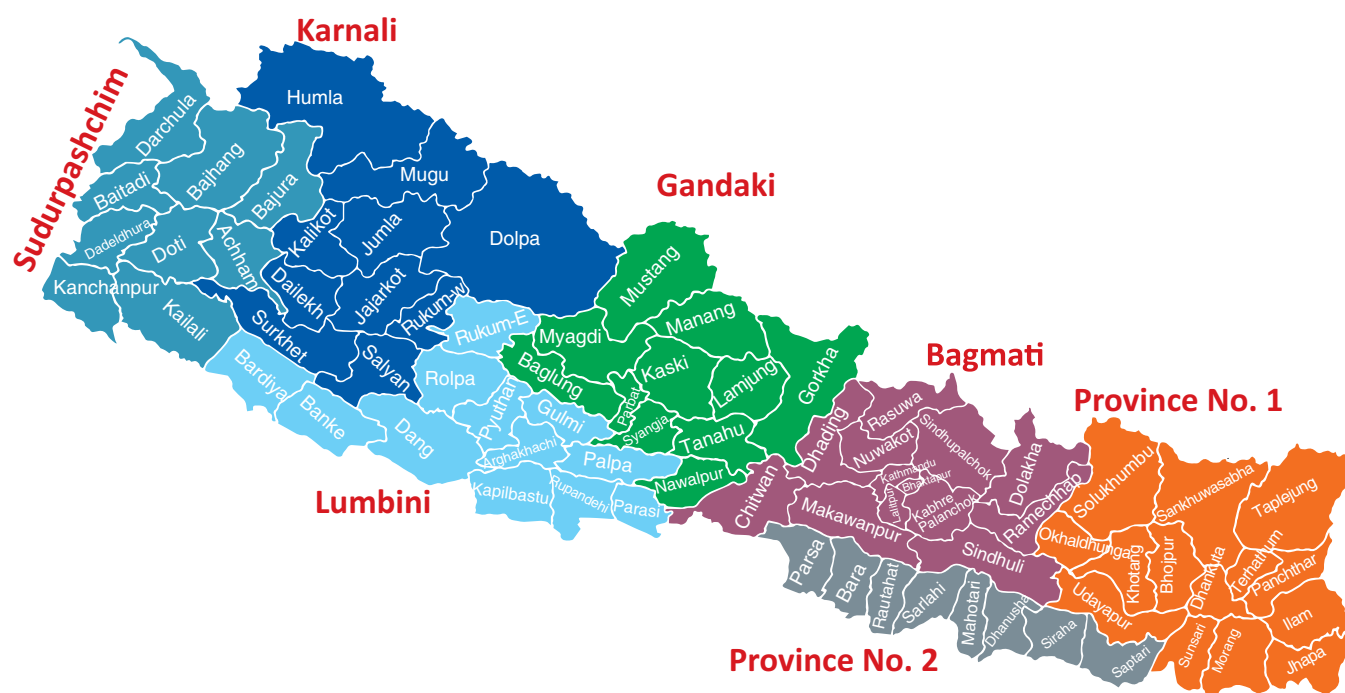 Karnali
Sudurpashchim
Gandaki
Bagmati
Province No. 1
Lumbini
Province No. 2
Humla
Darchula
Bajhang
Baitadi
Bajura
Mugu
Dadeldhura
Doti
Achham
Kalikot
Jumla
Dolpa
Kanchanpur
Kailali
Dailekh
Jajarkot
Rukum-w
Surkhet
Salyan
Rukum-E
Bardiya
Banke
Rolpa
Dang
Pyuthan
Gulmi
Arghakhachi
Palpa
Kapilbastu
Rupandehi
Parasi
Mustang
Myagdi
Manang
Baglung
Kaski
Parbat
Lamjung
Gorkha
Syangja
Tanahu
Nawalpur
Chitwan
Dhading
Rasuwa
Nuwakot
Sindhupalchok
Kathmandu
Bhaktapur
Lalitpur
Kabhre
Palanchok
Dolakha
Ramechhap
Makawanpur
Sindhuli
Parsa
Bara
Rautahat
Sarlahi
Mahotari
Dhanusha
Siraha
Saptari
Solukhumbu
Sankhuwasabha
Taplejung
Okhaldhunga
Khotang
Bhojpur
Dhankuta
Terhathum
Panchthar
Udayapur
Sunsari
Morang
Ilam
Jhapa